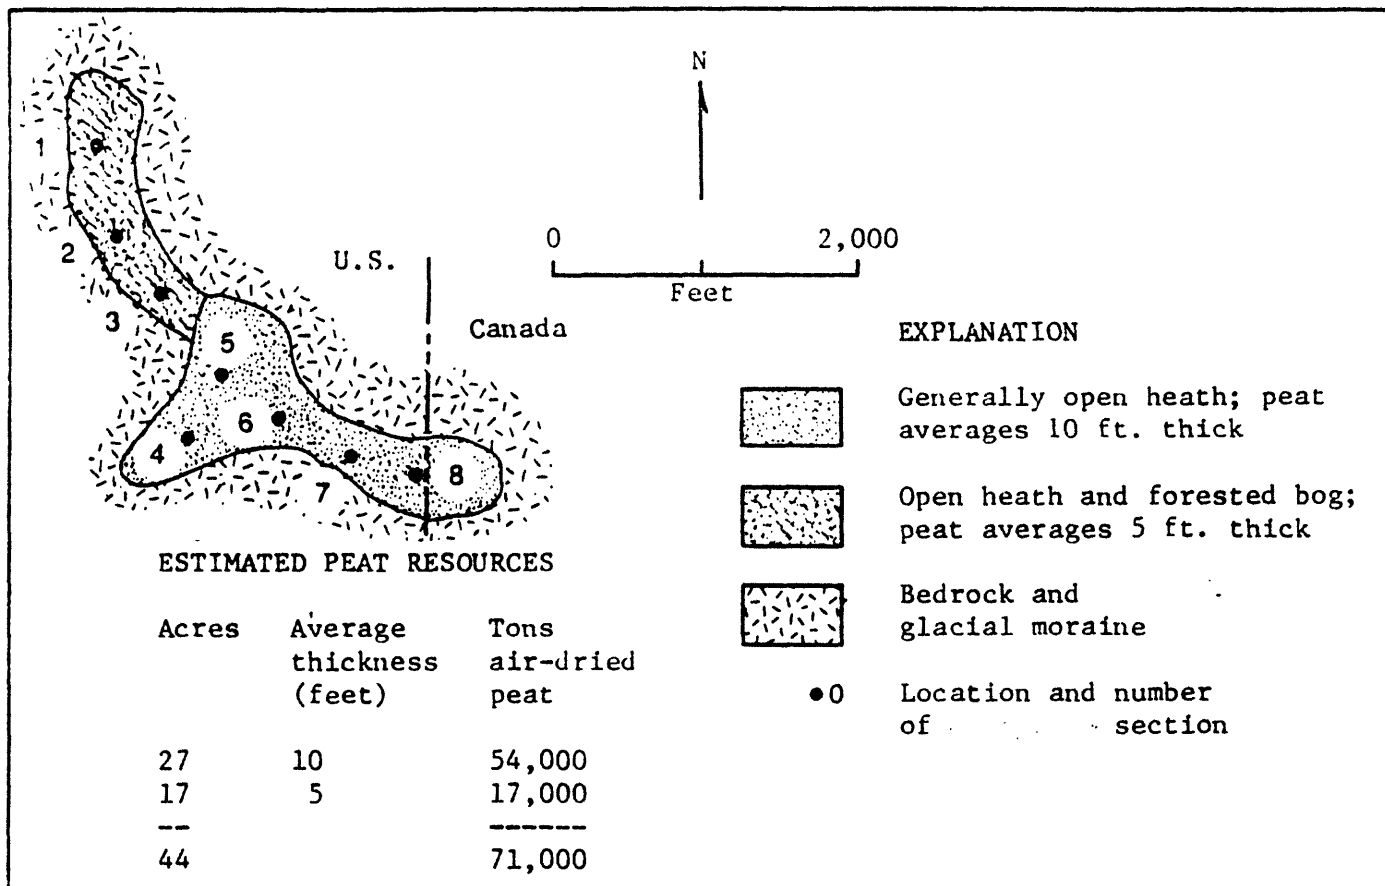 N
1
2
3
4
5
6
7
8
U.S.
Canada
0 2,000
Feet
EXPLANATION
Generally open heath; peat
averages 10 ft. thick
Open heath and forested bog;
peat averages 5 ft. thick
Bedrock and
glacial moraine
0 Location and number
of section
ESTIMATED PEAT RESOURCES
Acres Average Tons
thickness air-dried
(feet) peat
27 10 54,000
17 5 17,000
-- ------
44 71,000